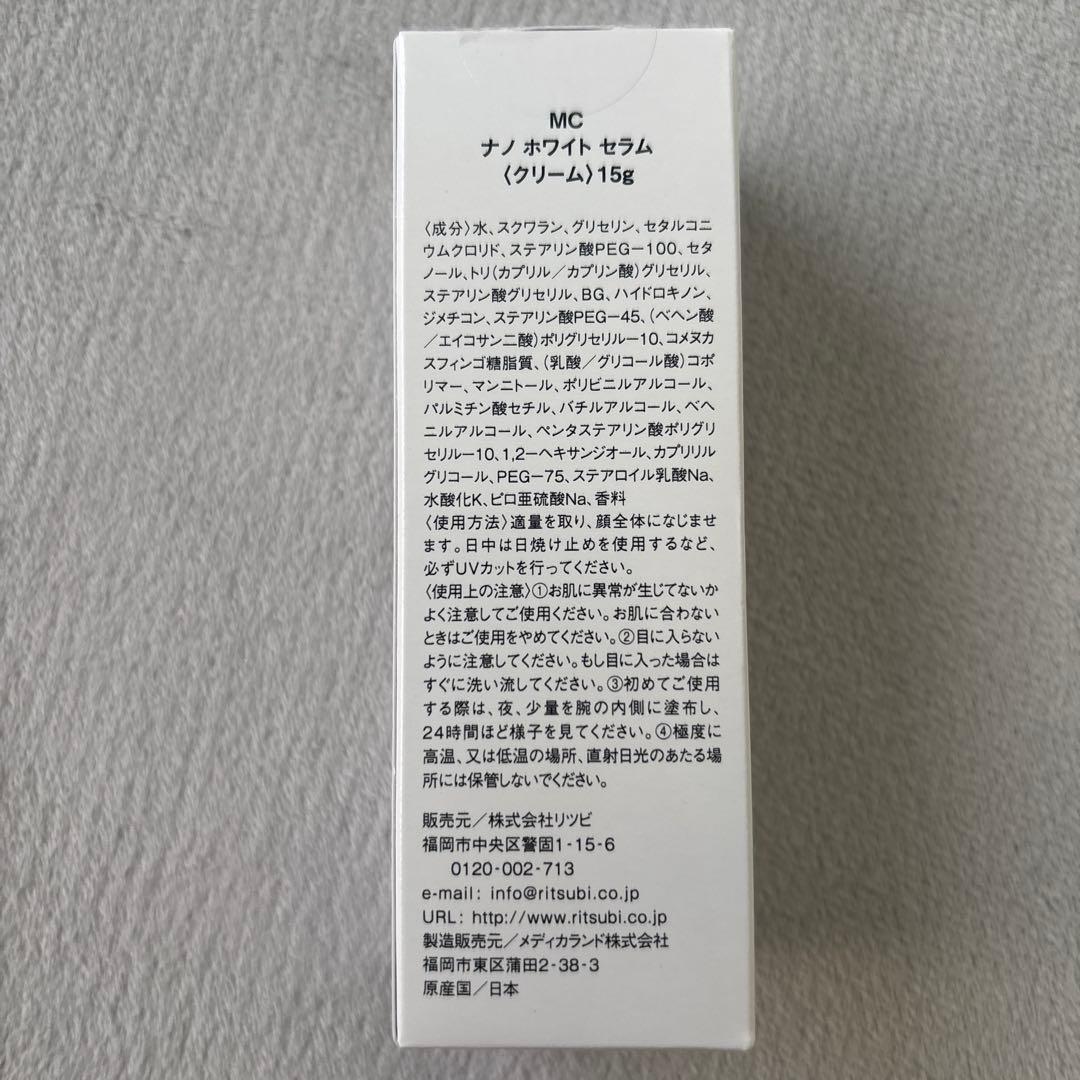 MC
ナノ ホワイト セラム
〈クリーム〉15g
〈成分〉水、スクワラン、グリセリン、セタルコニ
ウムクロリド、ステアリン酸PEGー100、セタ
ノール、トリ(カプリル／カプリン酸)グリセリル、
ステアリン酸グリセリル、BG、ハイドロキノン、
ジメチコン、ステアリン酸PEGー45、(ベヘン酸
／エイコサン二酸)ポリグリセリルー10、コメヌカ
スフィンゴ糖脂質、(乳酸／グリコール酸)コポ
リマー、マンニトール、ポリビニルアルコール、
パルミチン酸セチル、バチルアルコール、ベヘ
ニルアルコール、ペンタステアリン酸ポリグリ
セリルー10、1,2ーヘキサンジオール、カプリリル
グリコール、PEGー75、ステアロイル乳酸Na、
水酸化K、ピロ亜硫酸Na、香料
〈使用方法〉適量を取り、顔全体になじませ
ます。日中は日焼け止めを使用するなど、
必ずUVカットを行ってください。
〈使用上の注意〉①お肌に異常が生じてないか
よく注意してご使用ください。お肌に合わない
ときはご使用をやめてください。②目に入らない
ように注意してください。もし目に入った場合は
すぐに洗い流してください。③初めてご使用
する際は、夜、少量を腕の内側に塗布し、
24時間ほど様子を見てください。④極度に
高温、又は低温の場所、直射日光のあたる場
所には保管しないでください。
販売元／株式会社リツビ
福岡市中央区警固1-15-6
0120-002-713
e-mail: info@ritsubi.co.jp
URL: http://www.ritsubi.co.jp
製造販売元／メディカランド株式会社
福岡市東区蒲田2-38-3
原産国／日本